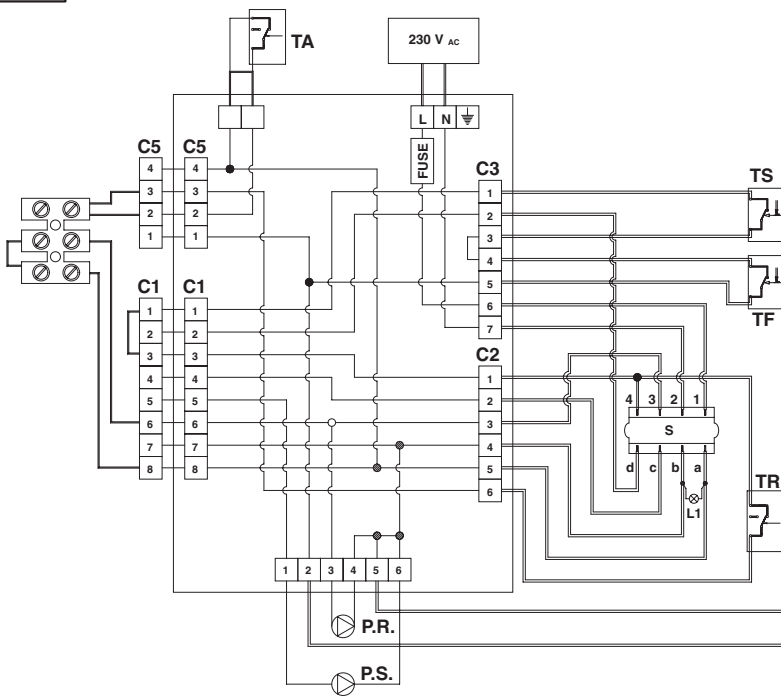 TA
230 V AC
L N
FUSE
C5 C5
4 4
3 3
2 2
1 1
C3
1
2
3
4
5
6
7
TS
TF
C1 C1
1 1
2 2
3 3
4 4
5 5
6 6
7 7
8 8
C2
1
2
3
4
5
6
4 3 2 1
S
d c b a
L1
TR
1 2 3 4 5 6
P.R.
P.S.